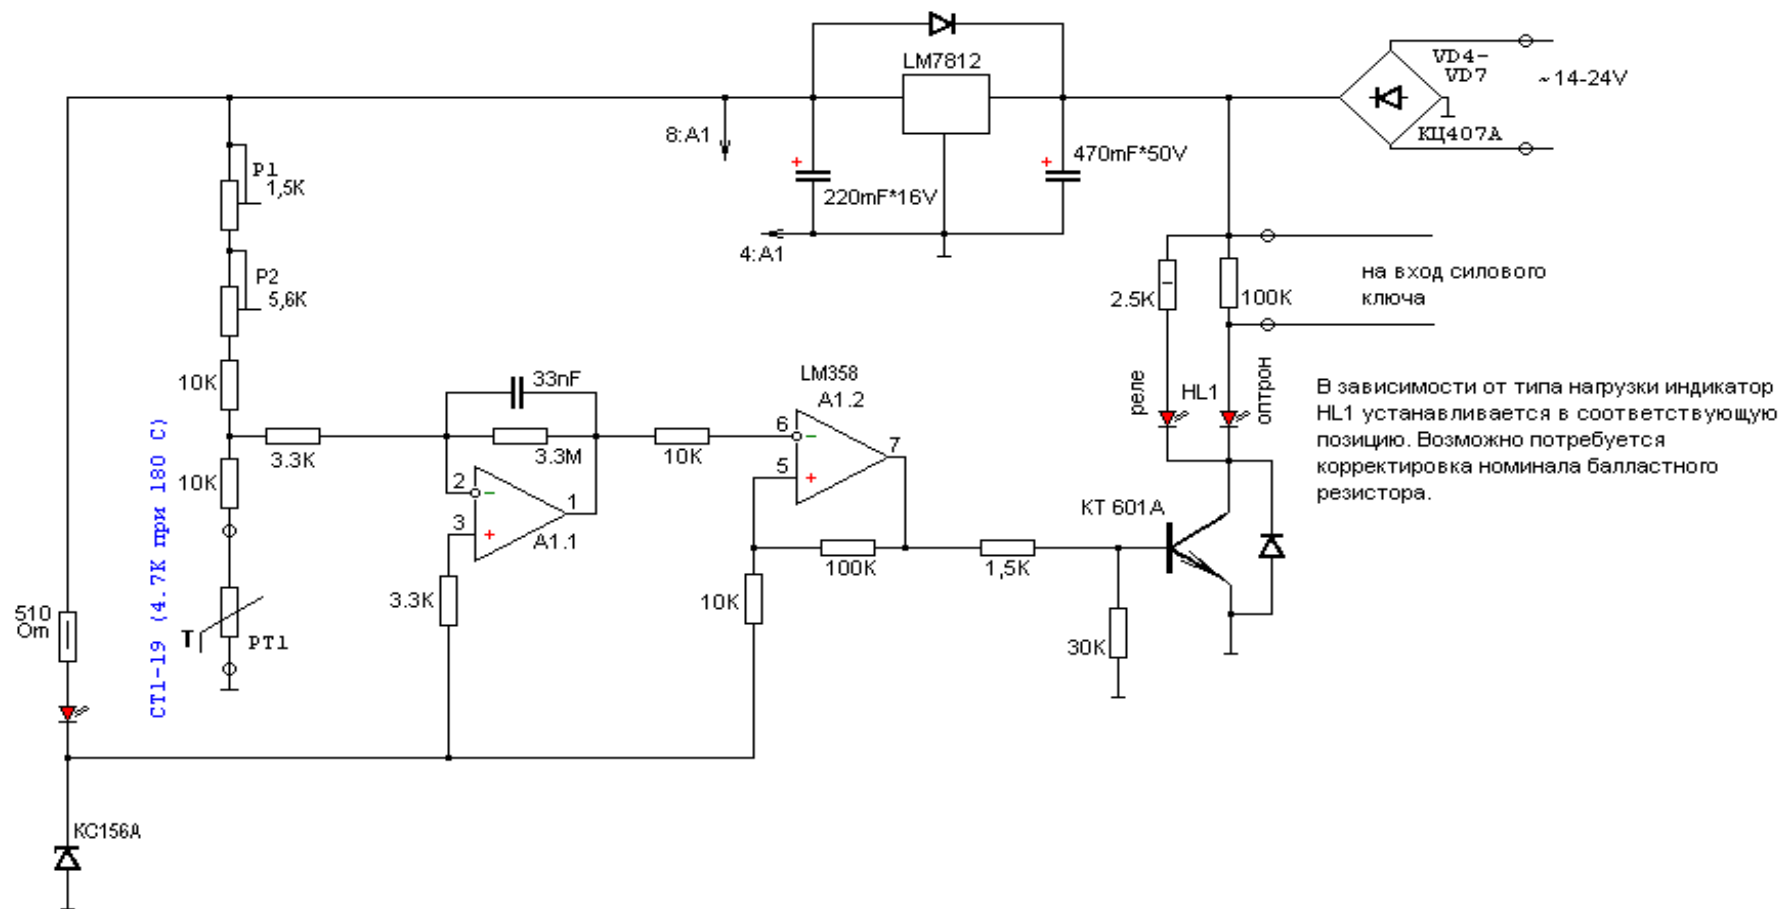 LM7812
VD4-
VD7
~14-24V
КЦ407А
8:A1
+
220mF*16V
+
470mF*50V
4:A1
P1
1,5K
P2
5,6K
10K
10K
СТ1-19 (4.7К при 180 С)
T
PT1
510
Om
3.3K
33nF
3.3M
2
-
3
+
1
A1.1
3.3K
10K
LM358
A1.2
6
-
5
+
7
100K
10K
1,5K
30K
КТ 601А
2.5K
100K
на вход силового
ключа
реле
HL1
оптрон
В зависимости от типа нагрузки индикатор
HL1 устанавливается в соответствующую
позицию. Возможно потребуется
корректировка номинала балластного
резистора.
КС156А